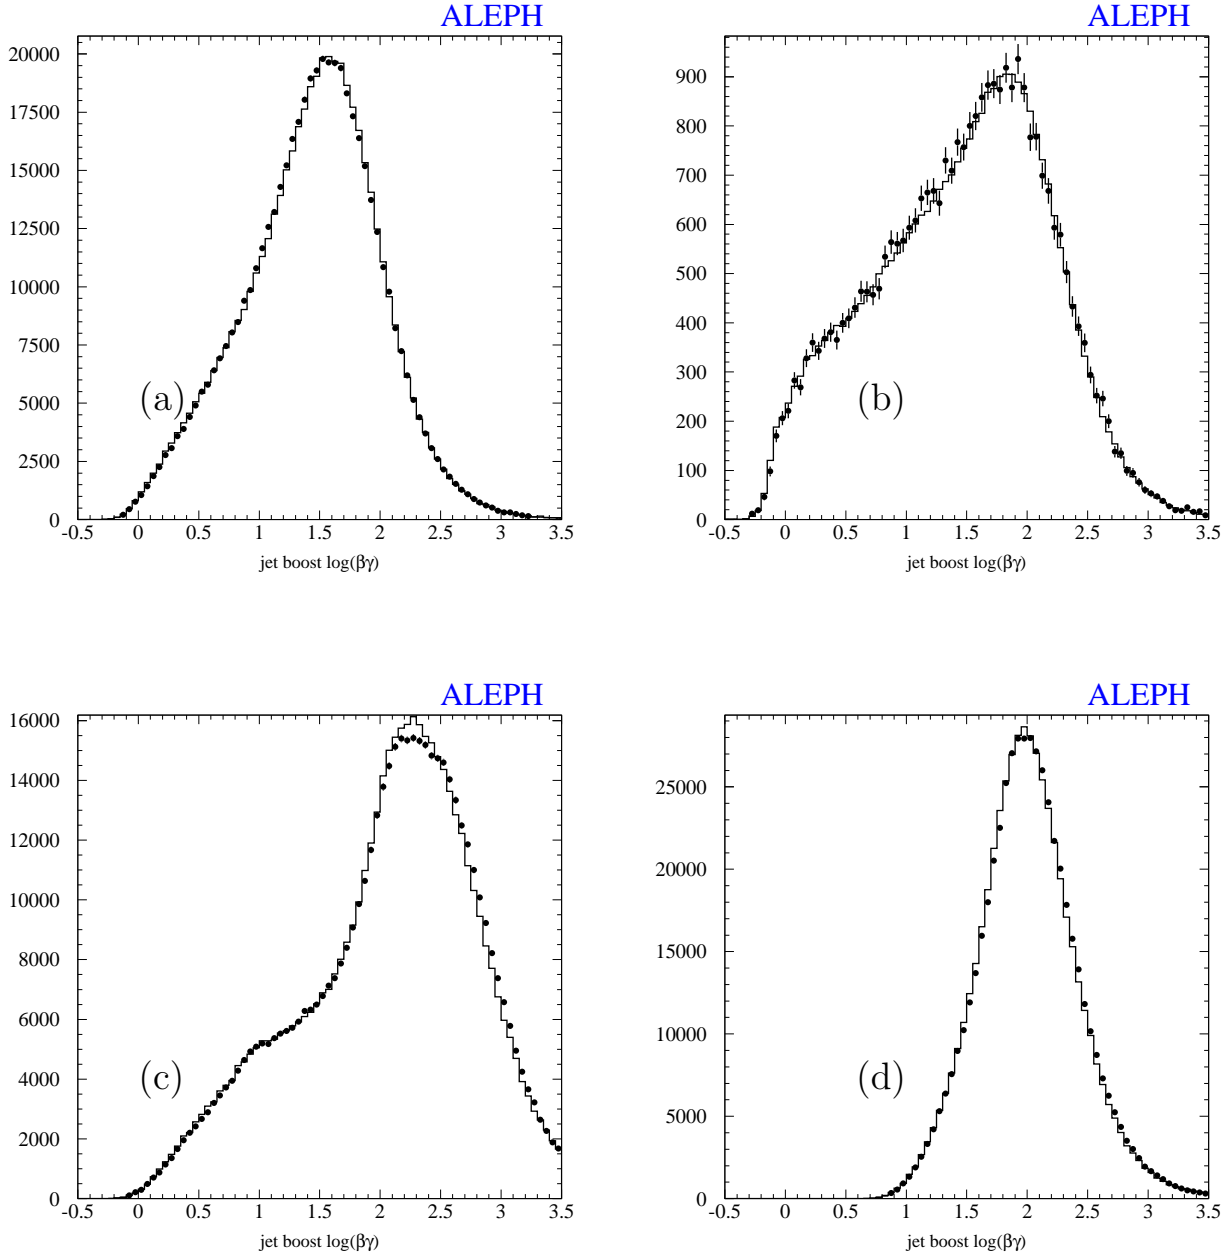 ALEPH
20000
17500
15000
12500
10000
7500
5000
2500
0
(a)
-0.5 0 0.5 1 1.5 2 2.5 3 3.5
jet boost log(βγ)
ALEPH
900
800
700
600
500
400
300
200
100
0
(b)
-0.5 0 0.5 1 1.5 2 2.5 3 3.5
jet boost log(βγ)
ALEPH
16000
14000
12000
10000
8000
6000
4000
2000
0
(c)
-0.5 0 0.5 1 1.5 2 2.5 3 3.5
jet boost log(βγ)
ALEPH
25000
20000
15000
10000
5000
0
(d)
-0.5 0 0.5 1 1.5 2 2.5 3 3.5
jet boost log(βγ)